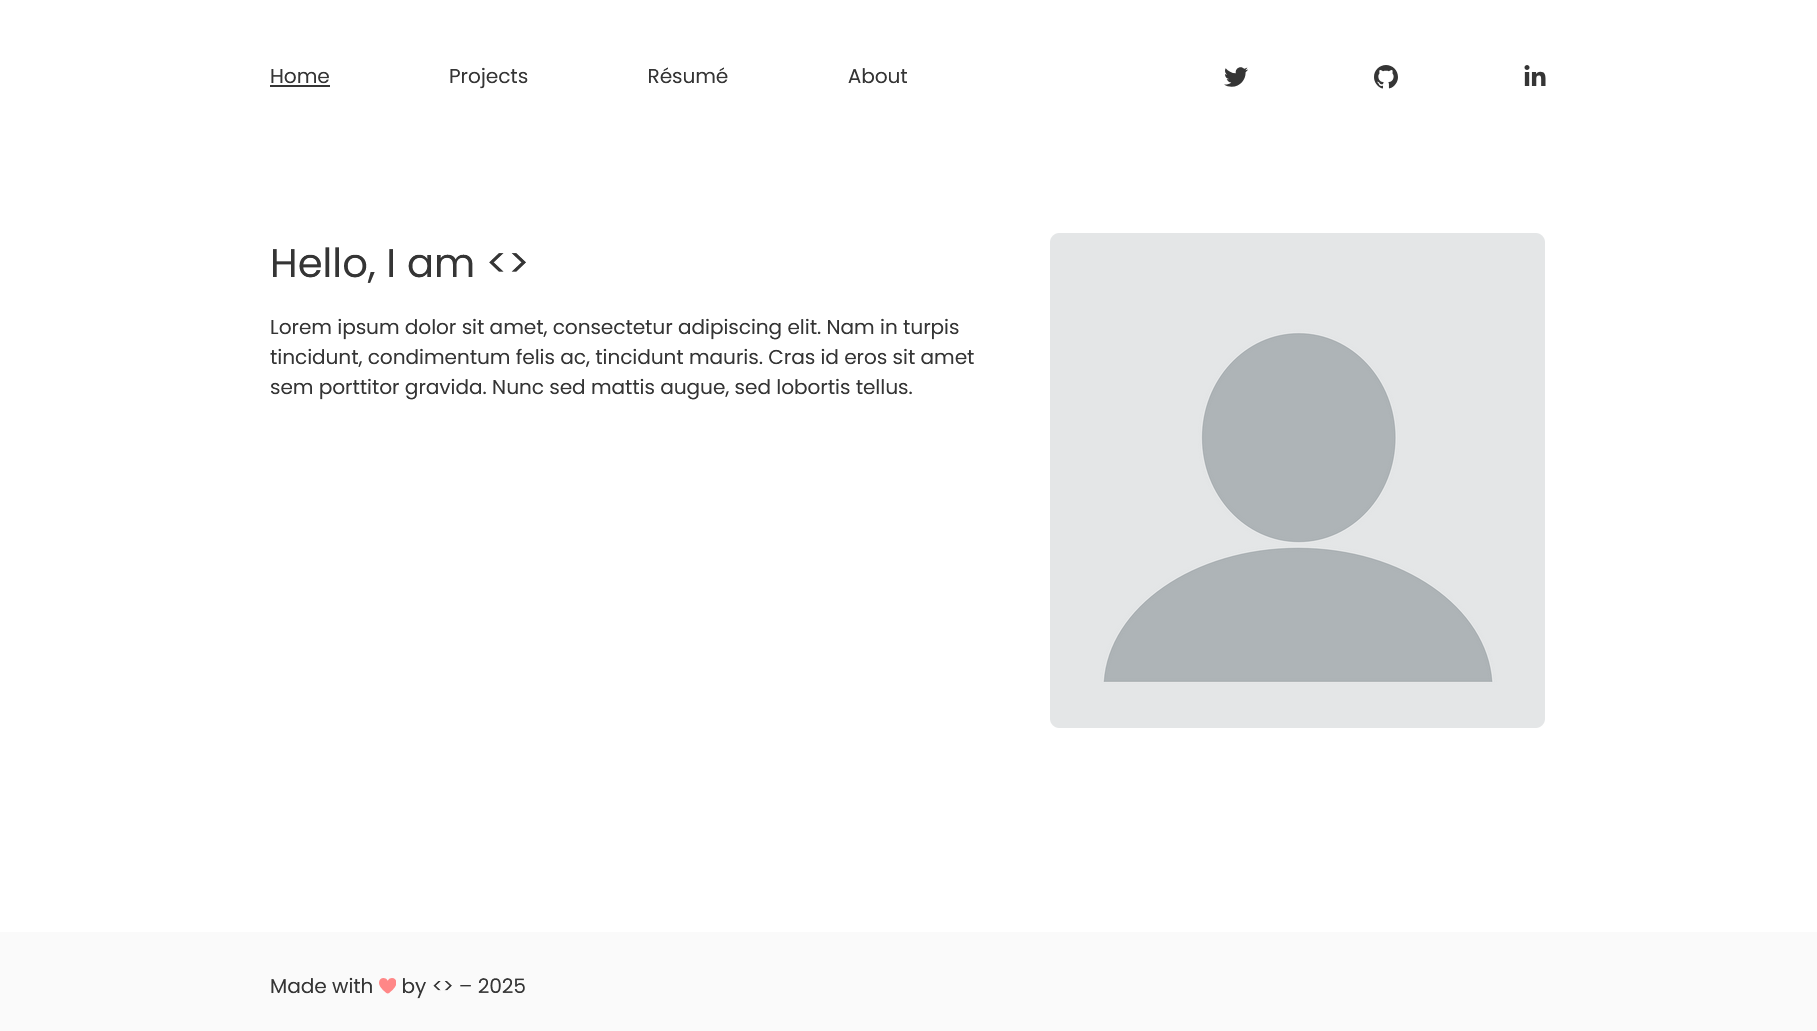 Home Projects Résumé About
Hello, I am <>
Lorem ipsum dolor sit amet, consectetur adipiscing elit. Nam in turpis
tincidunt, condimentum felis ac, tincidunt mauris. Cras id eros sit amet
sem porttitor gravida. Nunc sed mattis augue, sed lobortis tellus.
Made with ❤ by <> – 2025